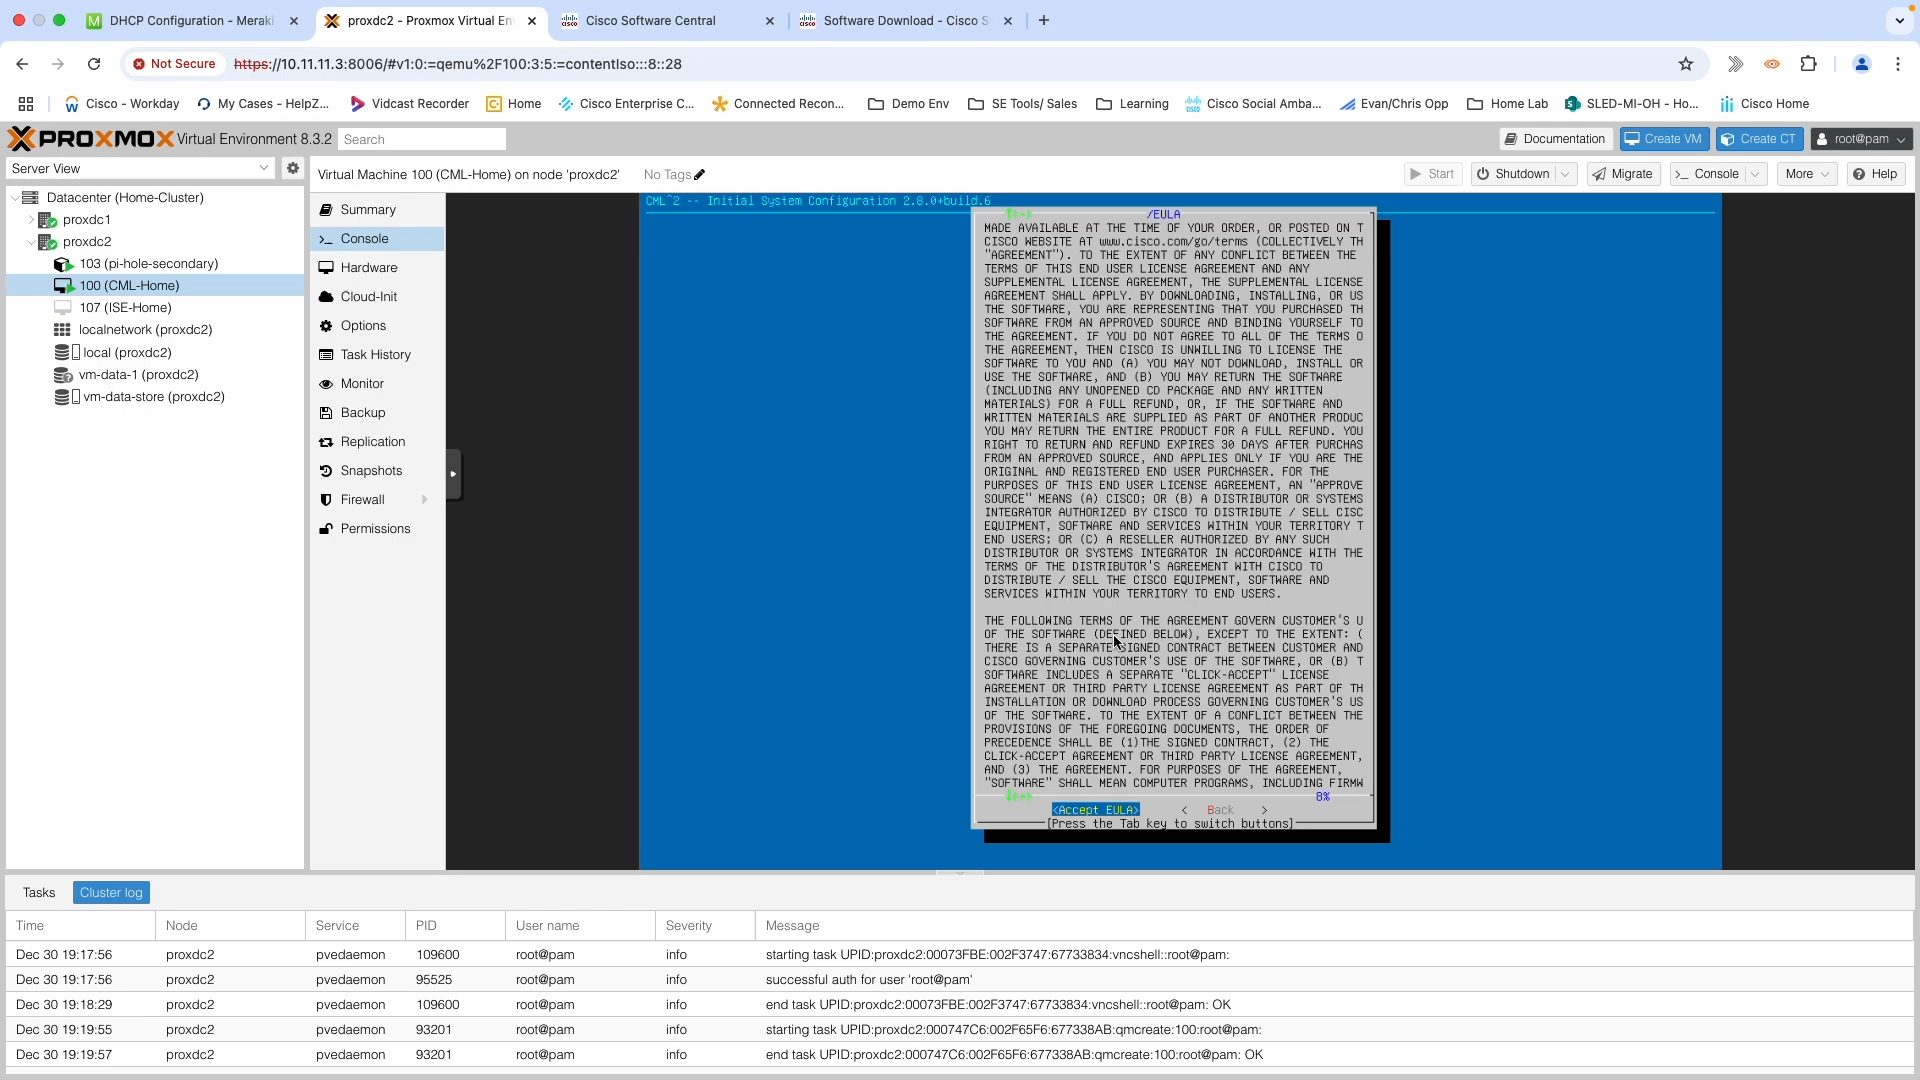 DHCP Configuration - Meraki
proxdc2 - Proxmox Virtual En
Cisco Software Central
Software Download - Cisco S
Not Secure
https://10.11.11.3:8006/#v1:0:=qemu%2F100:3:5:=contentIso:::8::28
Cisco - Workday
My Cases - HelpZ...
Vidcast Recorder
Home
Cisco Enterprise C...
Connected Recon...
Demo Env
SE Tools/ Sales
Learning
Cisco Social Amba...
Evan/Chris Opp
Home Lab
SLED-MI-OH - Ho...
Cisco Home
PROXMOX Virtual Environment 8.3.2
Search
Documentation
Create VM
Create CT
root@pam
Server View
Virtual Machine 100 (CML-Home) on node 'proxdc2'
No Tags
Start
Shutdown
Migrate
Console
More
Help
Datacenter (Home-Cluster)
proxdc1
proxdc2
103 (pi-hole-secondary)
100 (CML-Home)
107 (ISE-Home)
localnetwork (proxdc2)
local (proxdc2)
vm-data-1 (proxdc2)
vm-data-store (proxdc2)
Summary
Console
Hardware
Cloud-Init
Options
Task History
Monitor
Backup
Replication
Snapshots
Firewall
Permissions
CML^2 -- Initial System Configuration 2.8.0+build.6
/EULA
MADE AVAILABLE AT THE TIME OF YOUR ORDER, OR POSTED ON T
CISCO WEBSITE AT www.cisco.com/go/terms (COLLECTIVELY TH
"AGREEMENT"). TO THE EXTENT OF ANY CONFLICT BETWEEN THE
TERMS OF THIS END USER LICENSE AGREEMENT AND ANY
SUPPLEMENTAL LICENSE AGREEMENT, THE SUPPLEMENTAL LICENSE
AGREEMENT SHALL APPLY. BY DOWNLOADING, INSTALLING, OR US
THE SOFTWARE, YOU ARE REPRESENTING THAT YOU PURCHASED TH
SOFTWARE FROM AN APPROVED SOURCE AND BINDING YOURSELF TO
THE AGREEMENT. IF YOU DO NOT AGREE TO ALL OF THE TERMS O
THE AGREEMENT, THEN CISCO IS UNWILLING TO LICENSE THE
SOFTWARE TO YOU AND (A) YOU MAY NOT DOWNLOAD, INSTALL OR
USE THE SOFTWARE, AND (B) YOU MAY RETURN THE SOFTWARE
(INCLUDING ANY UNOPENED CD PACKAGE AND ANY WRITTEN
MATERIALS) FOR A FULL REFUND, OR, IF THE SOFTWARE AND
WRITTEN MATERIALS ARE SUPPLIED AS PART OF ANOTHER PRODUC
YOU MAY RETURN THE ENTIRE PRODUCT FOR A FULL REFUND. YOU
RIGHT TO RETURN AND REFUND EXPIRES 30 DAYS AFTER PURCHAS
FROM AN APPROVED SOURCE, AND APPLIES ONLY IF YOU ARE THE
ORIGINAL AND REGISTERED END USER PURCHASER. FOR THE
PURPOSES OF THIS END USER LICENSE AGREEMENT, AN "APPROVE
SOURCE" MEANS (A) CISCO; OR (B) A DISTRIBUTOR OR SYSTEMS
INTEGRATOR AUTHORIZED BY CISCO TO DISTRIBUTE / SELL CISC
EQUIPMENT, SOFTWARE AND SERVICES WITHIN YOUR TERRITORY T
END USERS; OR (C) A RESELLER AUTHORIZED BY ANY SUCH
DISTRIBUTOR OR SYSTEMS INTEGRATOR IN ACCORDANCE WITH THE
TERMS OF THE DISTRIBUTOR'S AGREEMENT WITH CISCO TO
DISTRIBUTE / SELL THE CISCO EQUIPMENT, SOFTWARE AND
SERVICES WITHIN YOUR TERRITORY TO END USERS.
THE FOLLOWING TERMS OF THE AGREEMENT GOVERN CUSTOMER'S U
OF THE SOFTWARE (DEFINED BELOW), EXCEPT TO THE EXTENT: (
THERE IS A SEPARATE SIGNED CONTRACT BETWEEN CUSTOMER AND
CISCO GOVERNING CUSTOMER'S USE OF THE SOFTWARE, OR (B) T
SOFTWARE INCLUDES A SEPARATE "CLICK-ACCEPT" LICENSE
AGREEMENT OR THIRD PARTY LICENSE AGREEMENT AS PART OF TH
INSTALLATION OR DOWNLOAD PROCESS GOVERNING CUSTOMER'S US
OF THE SOFTWARE. TO THE EXTENT OF A CONFLICT BETWEEN THE
PROVISIONS OF THE FOREGOING DOCUMENTS, THE ORDER OF
PRECEDENCE SHALL BE (1)THE SIGNED CONTRACT, (2) THE
CLICK-ACCEPT AGREEMENT OR THIRD PARTY LICENSE AGREEMENT,
AND (3) THE AGREEMENT. FOR PURPOSES OF THE AGREEMENT,
"SOFTWARE" SHALL MEAN COMPUTER PROGRAMS, INCLUDING FIRMW
8%
<Accept EULA> < Back >
[Press the Tab key to switch buttons]
Tasks
Cluster log
Time Node Service PID User name Severity Message
Dec 30 19:17:56 proxdc2 pvedaemon 109600 root@pam info starting task UPID:proxdc2:00073FBE:002F3747:67733834:vncshell::root@pam:
Dec 30 19:17:56 proxdc2 pvedaemon 95525 root@pam info successful auth for user 'root@pam'
Dec 30 19:18:29 proxdc2 pvedaemon 109600 root@pam info end task UPID:proxdc2:00073FBE:002F3747:67733834:vncshell::root@pam: OK
Dec 30 19:19:55 proxdc2 pvedaemon 93201 root@pam info starting task UPID:proxdc2:000747C6:002F65F6:677338AB:qmcreate:100:root@pam:
Dec 30 19:19:57 proxdc2 pvedaemon 93201 root@pam info end task UPID:proxdc2:000747C6:002F65F6:677338AB:qmcreate:100:root@pam: OK